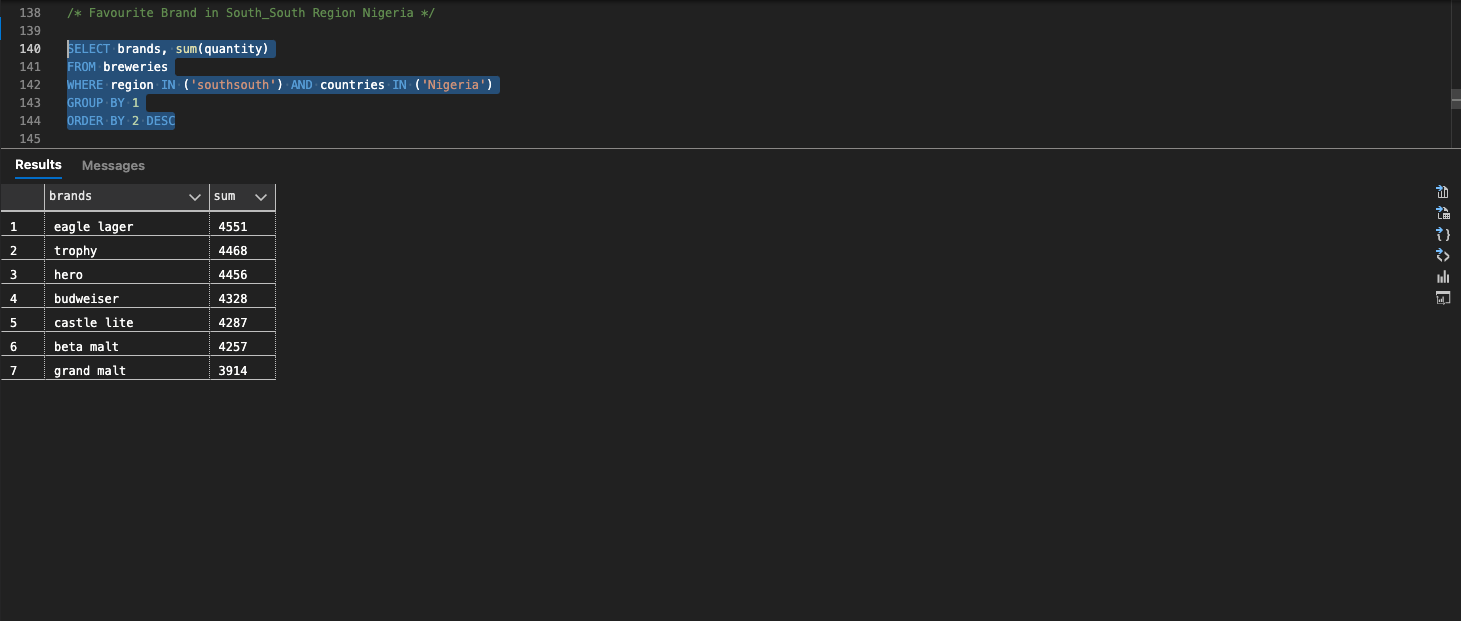 138 /* Favourite Brand in South_South Region Nigeria */
139
140 SELECT brands, sum(quantity)
141 FROM breweries
142 WHERE region IN ('southsouth') AND countries IN ('Nigeria')
143 GROUP BY 1
144 ORDER BY 2 DESC
145
Results Messages
brands sum
1 eagle lager 4551
2 trophy 4468
3 hero 4456
4 budweiser 4328
5 castle lite 4287
6 beta malt 4257
7 grand malt 3914